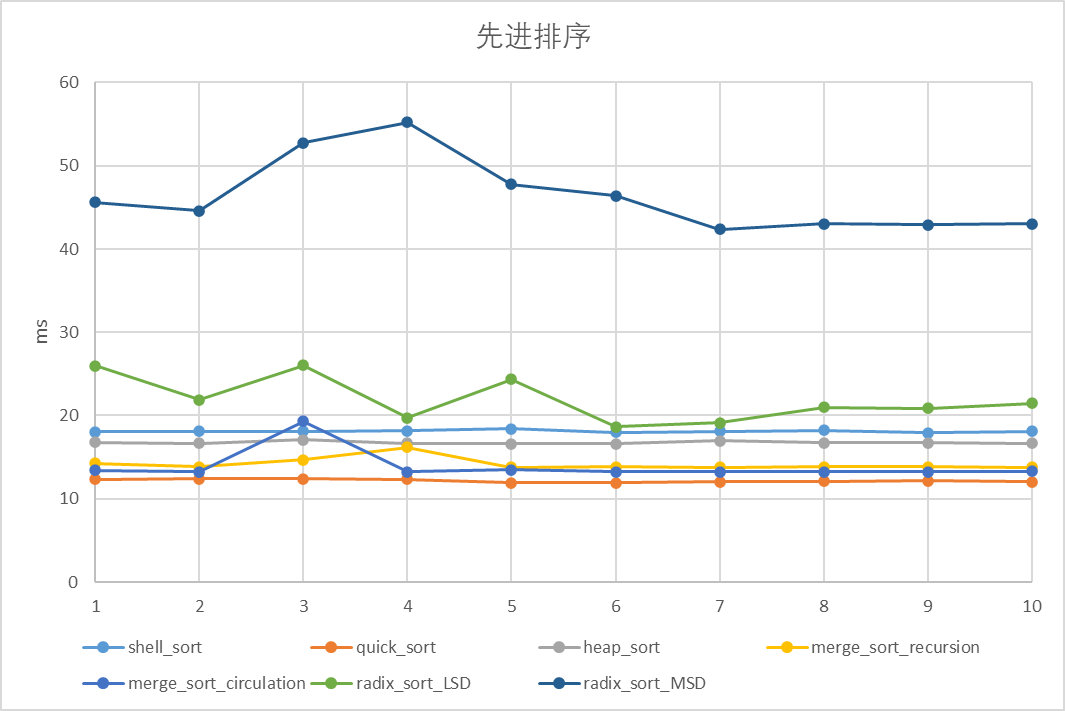 先进排序
60
50
40
30
20
10
0
ms
1 2 3 4 5 6 7 8 9 10
shell_sort quick_sort heap_sort merge_sort_recursion
merge_sort_circulation radix_sort_LSD radix_sort_MSD